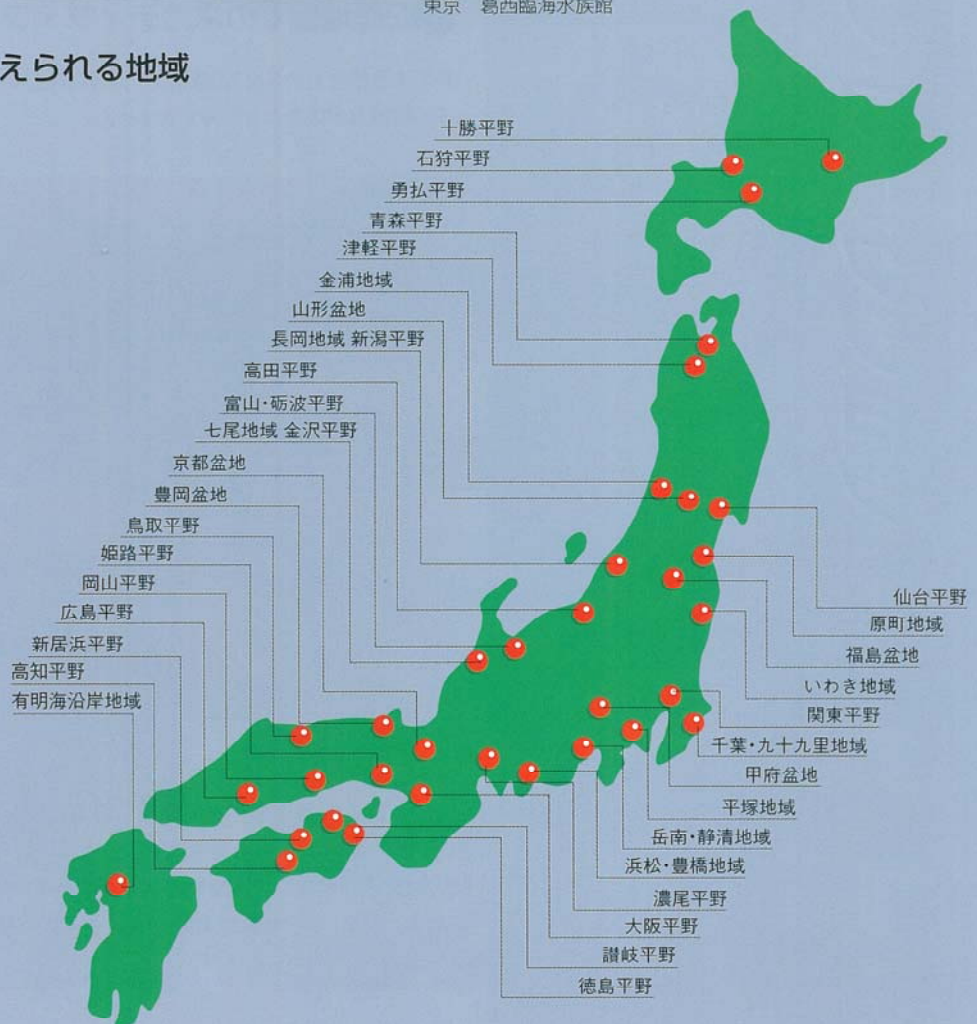 東京 葛西臨海水族館
えられる地域
十勝平野
石狩平野
勇払平野
青森平野
津軽平野
金浦地域
山形盆地
長岡地域 新潟平野
高田平野
富山・砺波平野
七尾地域 金沢平野
京都盆地
豊岡盆地
鳥取平野
姫路平野
岡山平野
広島平野
新居浜平野
高知平野
有明海沿岸地域
仙台平野
原町地域
福島盆地
いわき地域
関東平野
千葉・九十九里地域
甲府盆地
平塚地域
岳南・静清地域
浜松・豊橋地域
濃尾平野
大阪平野
讃岐平野
徳島平野